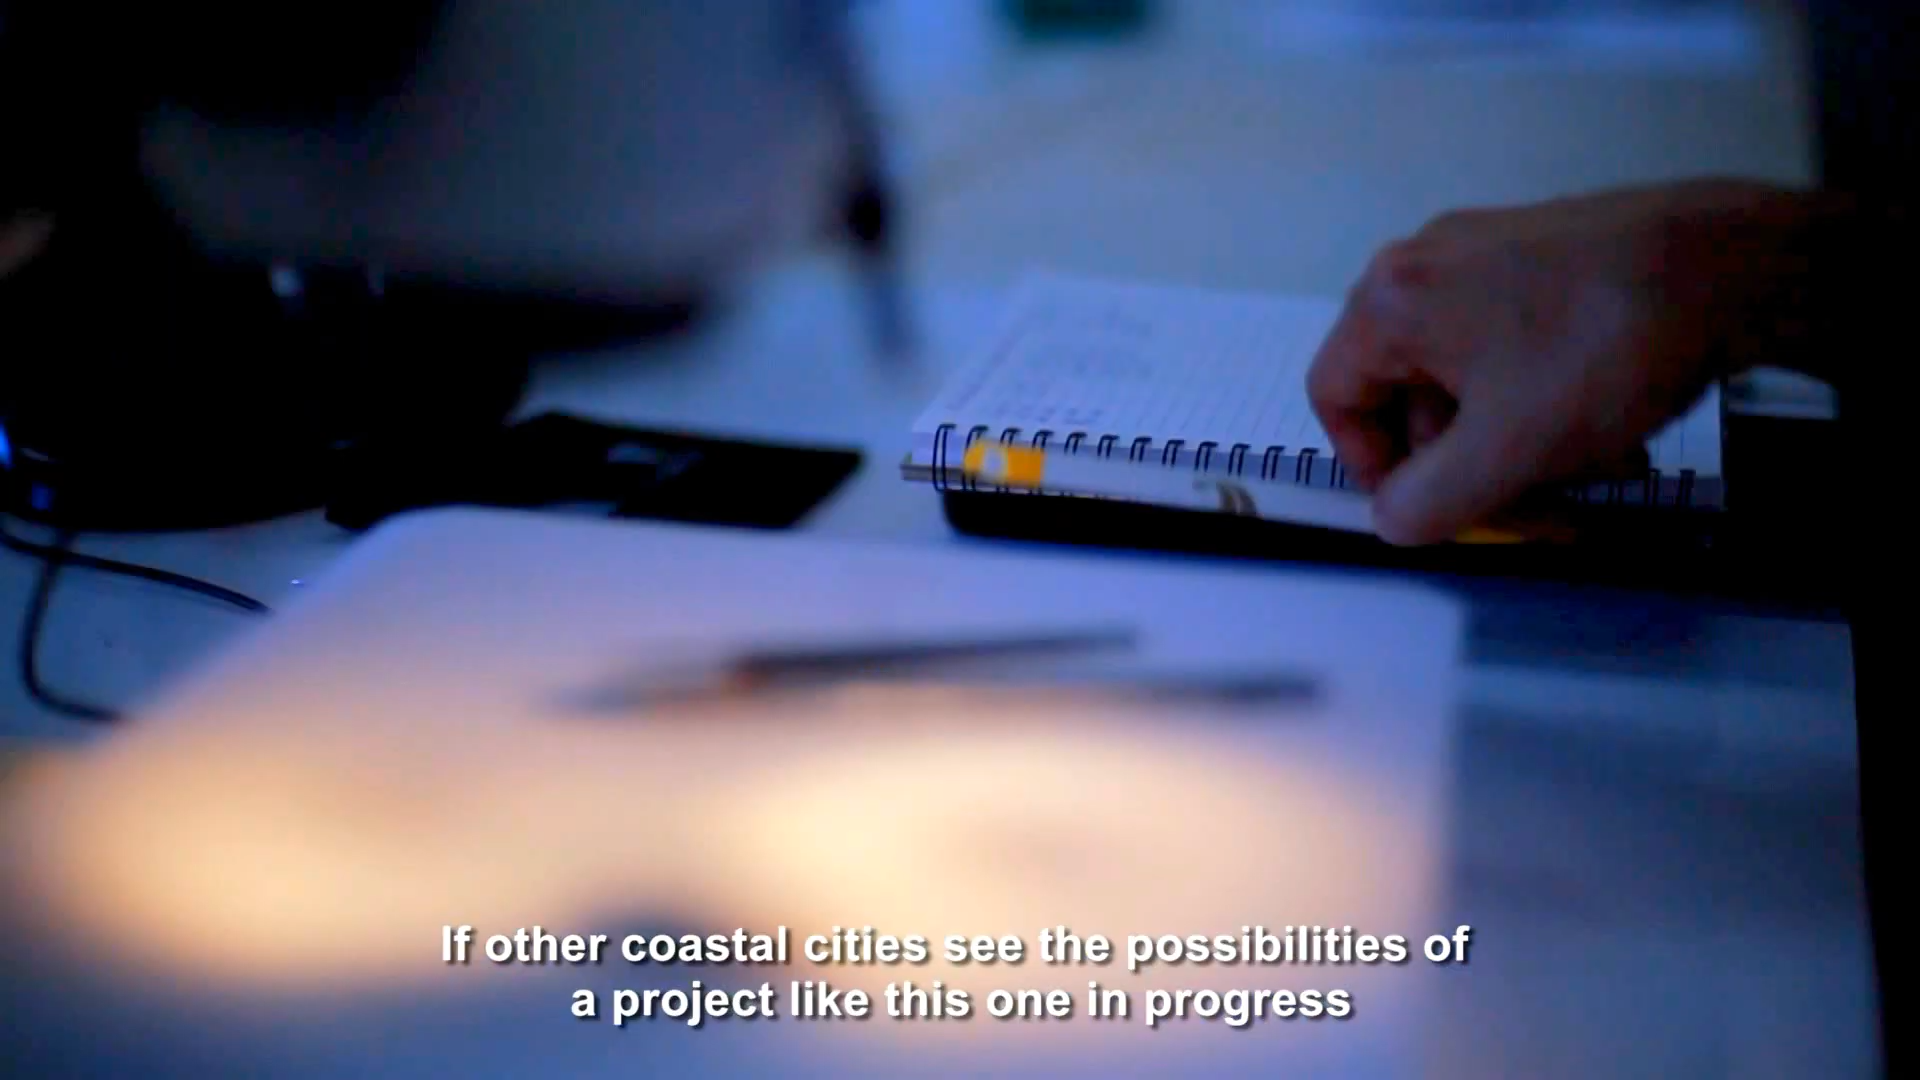 If other coastal cities see the possibilities of
a project like this one in progress